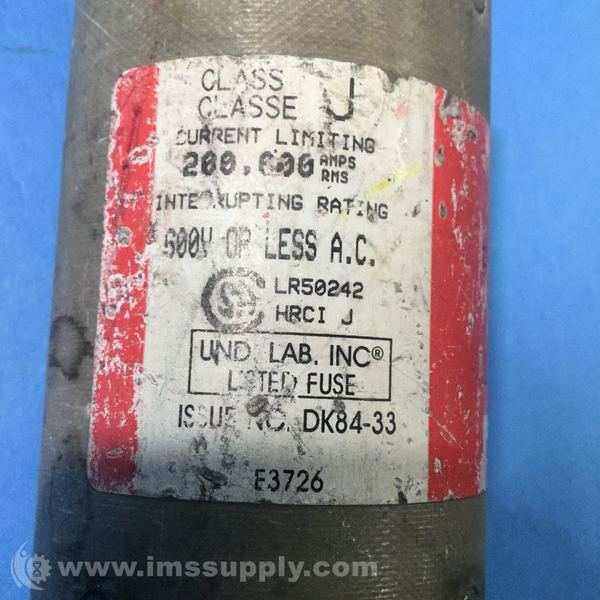 CLASS J
CLASSE
CURRENT LIMITING
200,000 AMPS RMS
INTERRUPTING RATING
600V OR LESS A.C.
LR50242
HRCI J
UND. LAB. INC®
LISTED FUSE
ISSUE NO. DK84-33
E3726
www.imssupply.com